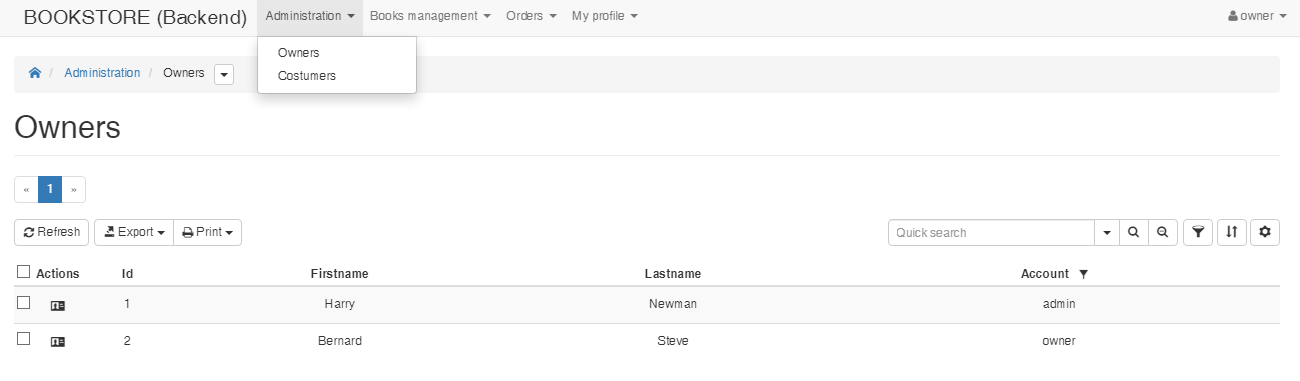 BOOKSTORE (Backend) Administration Books management Orders My profile owner
Owners
Costumers
/ Administration / Owners
Owners
« 1 »
Refresh Export Print Quick search
Actions Id Firstname Lastname Account
1 Harry Newman admin
2 Bernard Steve owner